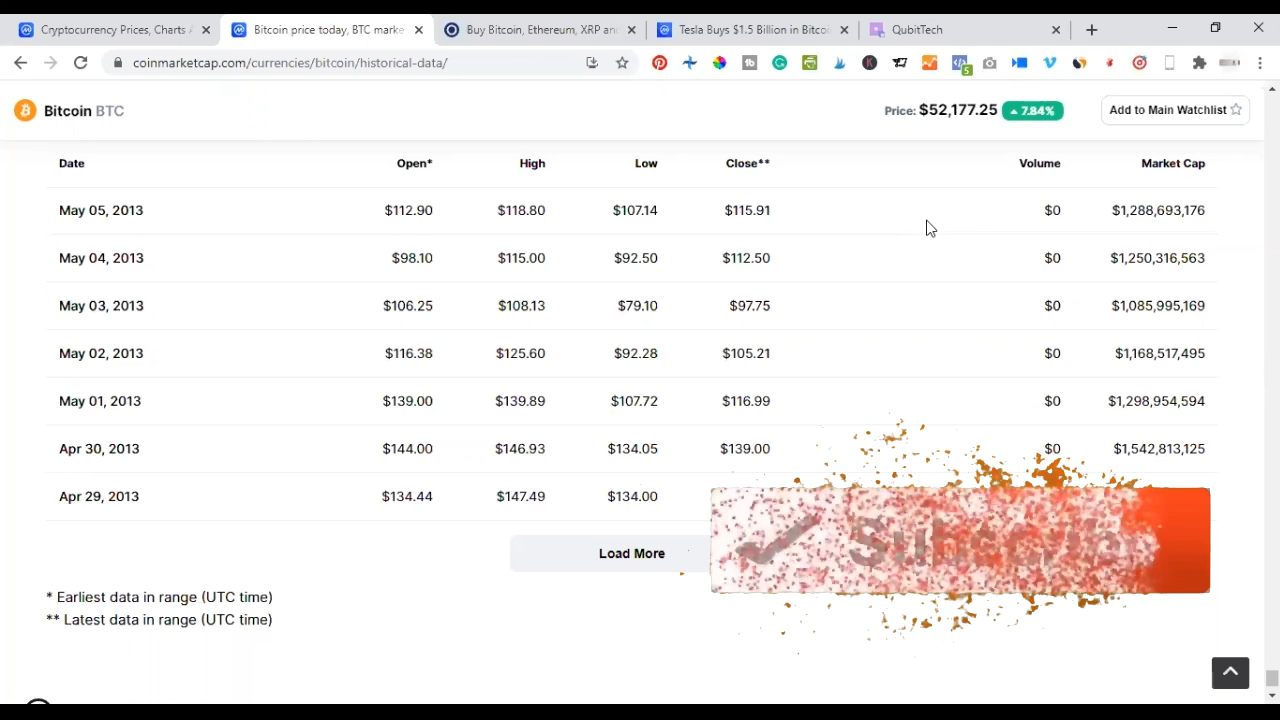 Cryptocurrency Prices, Charts
Bitcoin price today, BTC marke
Buy Bitcoin, Ethereum, XRP an
Tesla Buys $1.5 Billion in Bitcoi
QubitTech
coinmarketcap.com/currencies/bitcoin/historical-data/
5
Bitcoin BTC
Price: $52,177.25 7.84%
Add to Main Watchlist
Date Open* High Low Close** Volume Market Cap
May 05, 2013 $112.90 $118.80 $107.14 $115.91 $0 $1,288,693,176
May 04, 2013 $98.10 $115.00 $92.50 $112.50 $0 $1,250,316,563
May 03, 2013 $106.25 $108.13 $79.10 $97.75 $0 $1,085,995,169
May 02, 2013 $116.38 $125.60 $92.28 $105.21 $0 $1,168,517,495
May 01, 2013 $139.00 $139.89 $107.72 $116.99 $0 $1,298,954,594
Apr 30, 2013 $144.00 $146.93 $134.05 $139.00 $0 $1,542,813,125
Apr 29, 2013 $134.44 $147.49 $134.00
Load More
* Earliest data in range (UTC time)
** Latest data in range (UTC time)